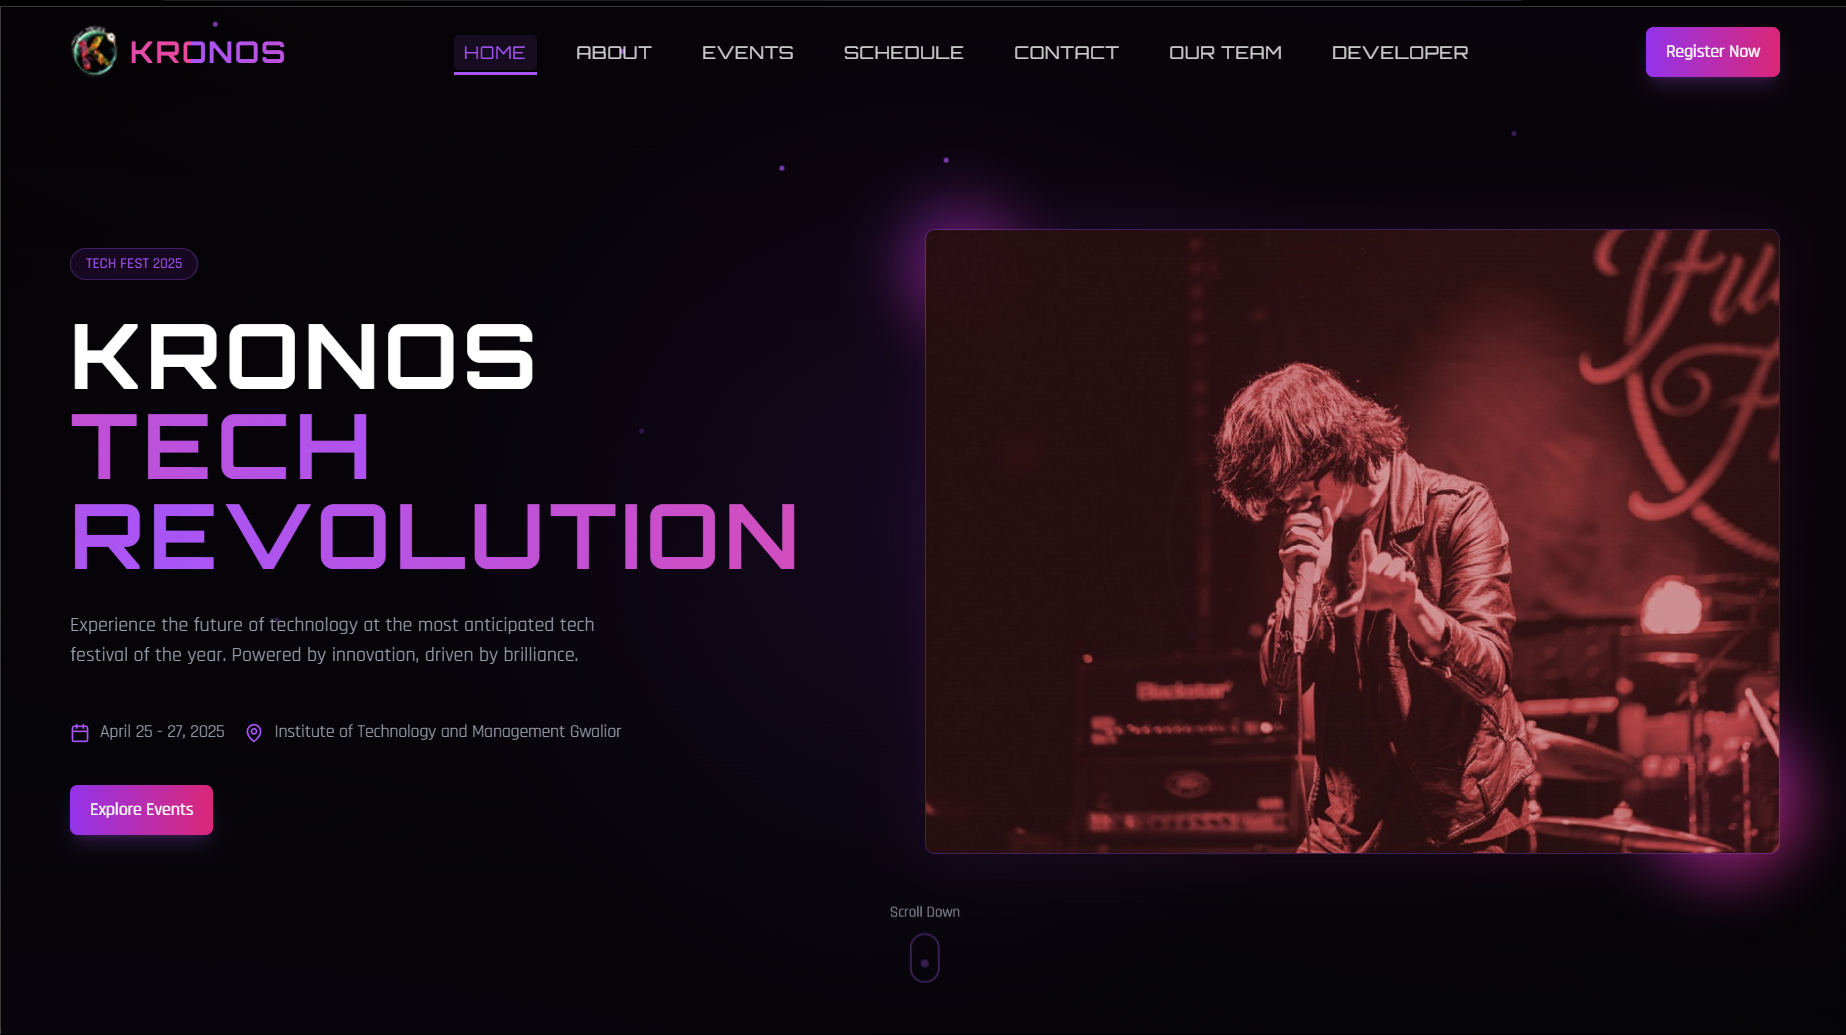 KRONOS
HOME ABOUT EVENTS SCHEDULE CONTACT OUR TEAM DEVELOPER
Register Now
TECH FEST 2025
KRONOS
TECH
REVOLUTION
Experience the future of technology at the most anticipated tech
festival of the year. Powered by innovation, driven by brilliance.
April 25 - 27, 2025 Institute of Technology and Management Gwalior
Explore Events
Blackstar
Scroll Down